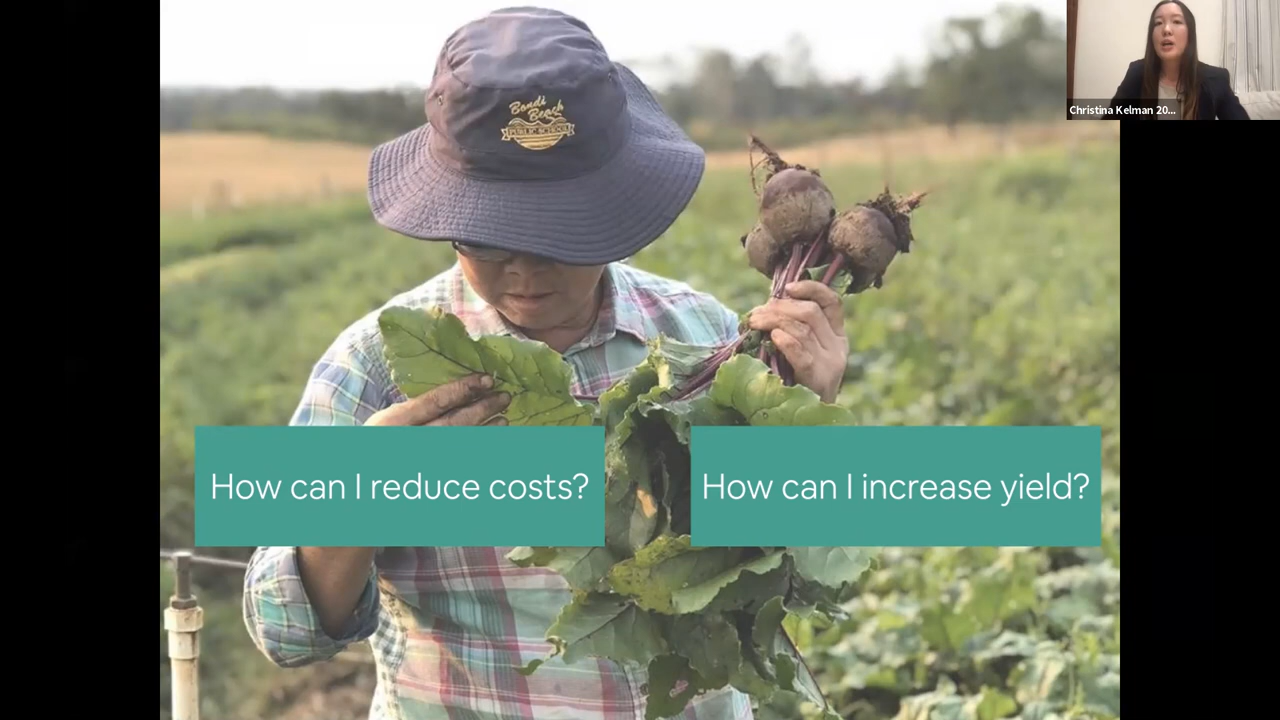 Bondi
Beach
PUBLIC SCHOOL
Christina Kelman 20...
How can I reduce costs?
How can I increase yield?